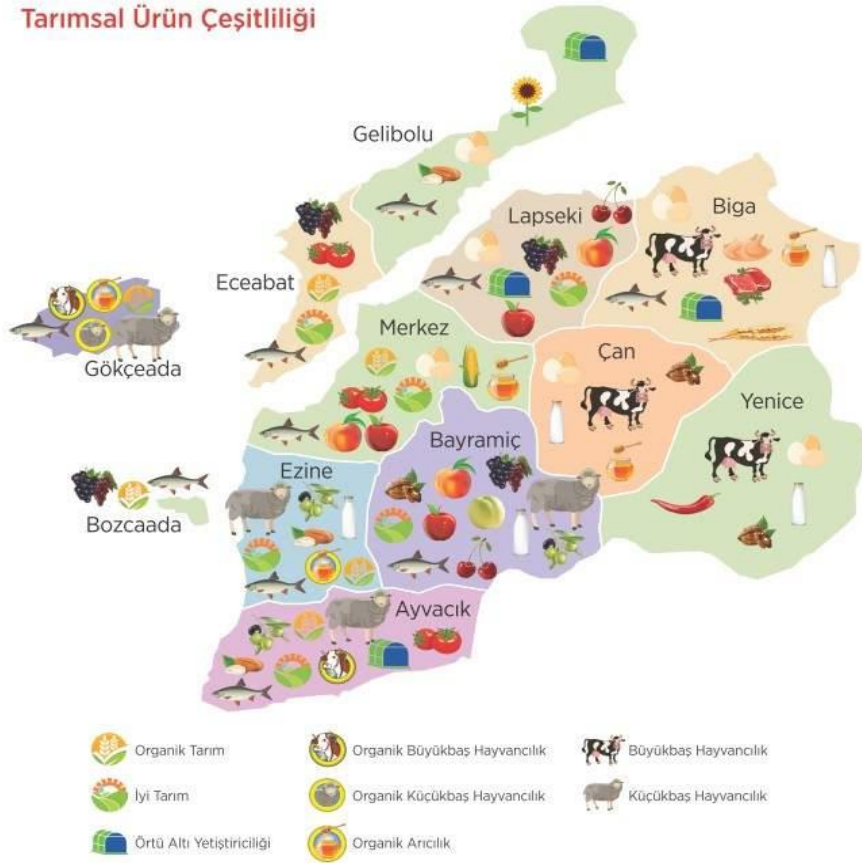 Tarımsal Ürün Çeşitliliği
Gelibolu
Lapseki
Biga
Eceabat
Gökçeada
Merkez
Çan
Yenice
Bayramiç
Ezine
Bozcaada
Ayvacık
Organik Tarım
Organik Büyükbaş Hayvancılık
Büyükbaş Hayvancılık
İyi Tarım
Organik Küçükbaş Hayvancılık
Küçükbaş Hayvancılık
Örtü Altı Yetiştiriciliği
Organik Arıcılık